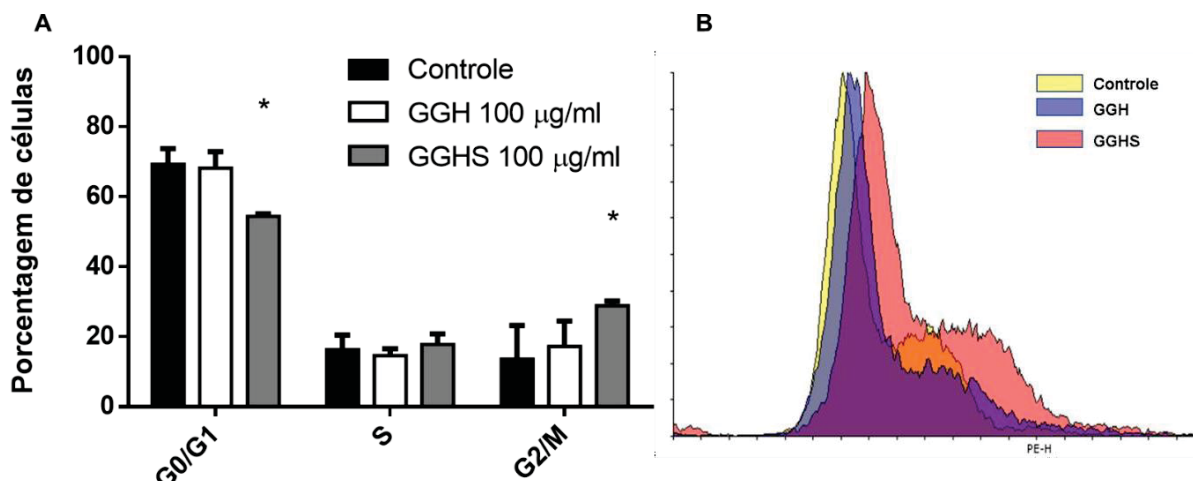 A
Porcentagem de células
100
80
60
40
20
0
Controle
GGH 100 µg/ml
GGHS 100 µg/ml
*
*
G0/G1
S
G2/M
B
Controle
GGH
GGHS
PE-H